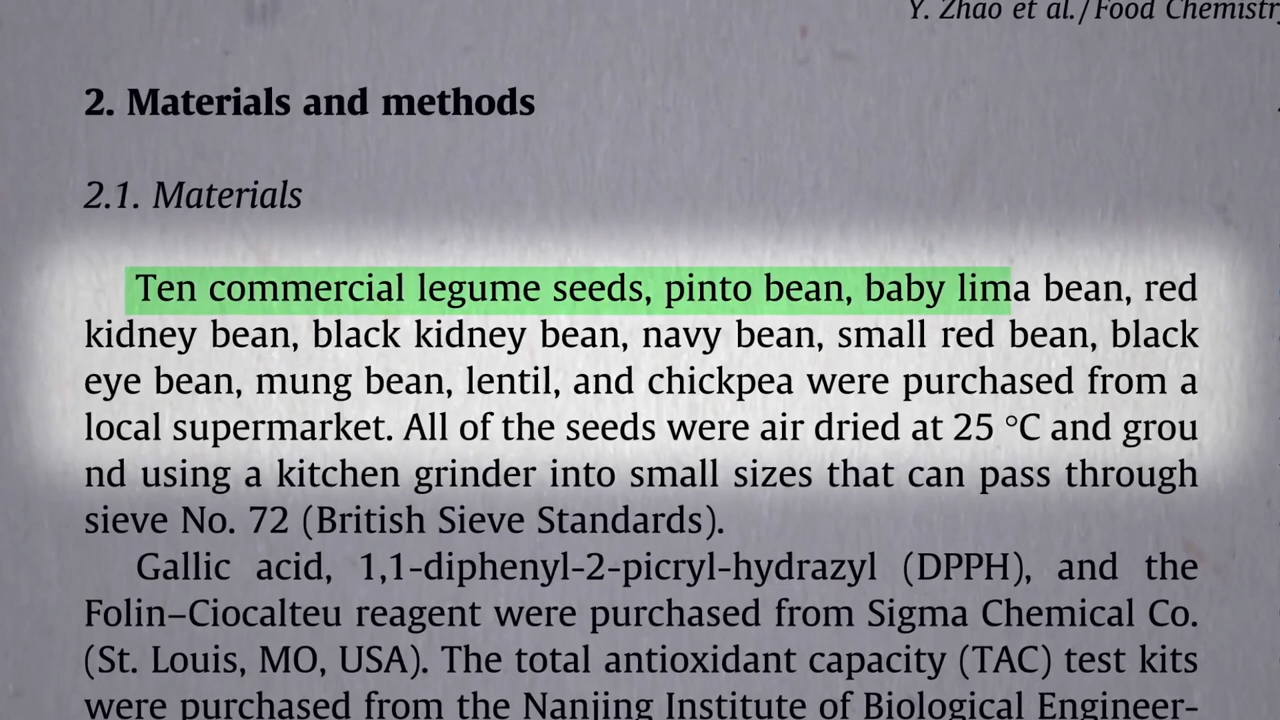 Y. Zhao et al./Food Chemistr
2. Materials and methods
2.1. Materials
Ten commercial legume seeds, pinto bean, baby lima bean, red
kidney bean, black kidney bean, navy bean, small red bean, black
eye bean, mung bean, lentil, and chickpea were purchased from a
local supermarket. All of the seeds were air dried at 25 °C and grou
nd using a kitchen grinder into small sizes that can pass through
sieve No. 72 (British Sieve Standards).
Gallic acid, 1,1-diphenyl-2-picryl-hydrazyl (DPPH), and the
Folin–Ciocalteu reagent were purchased from Sigma Chemical Co.
(St. Louis, MO, USA). The total antioxidant capacity (TAC) test kits
were purchased from the Nanjing Institute of Biological Engineer-